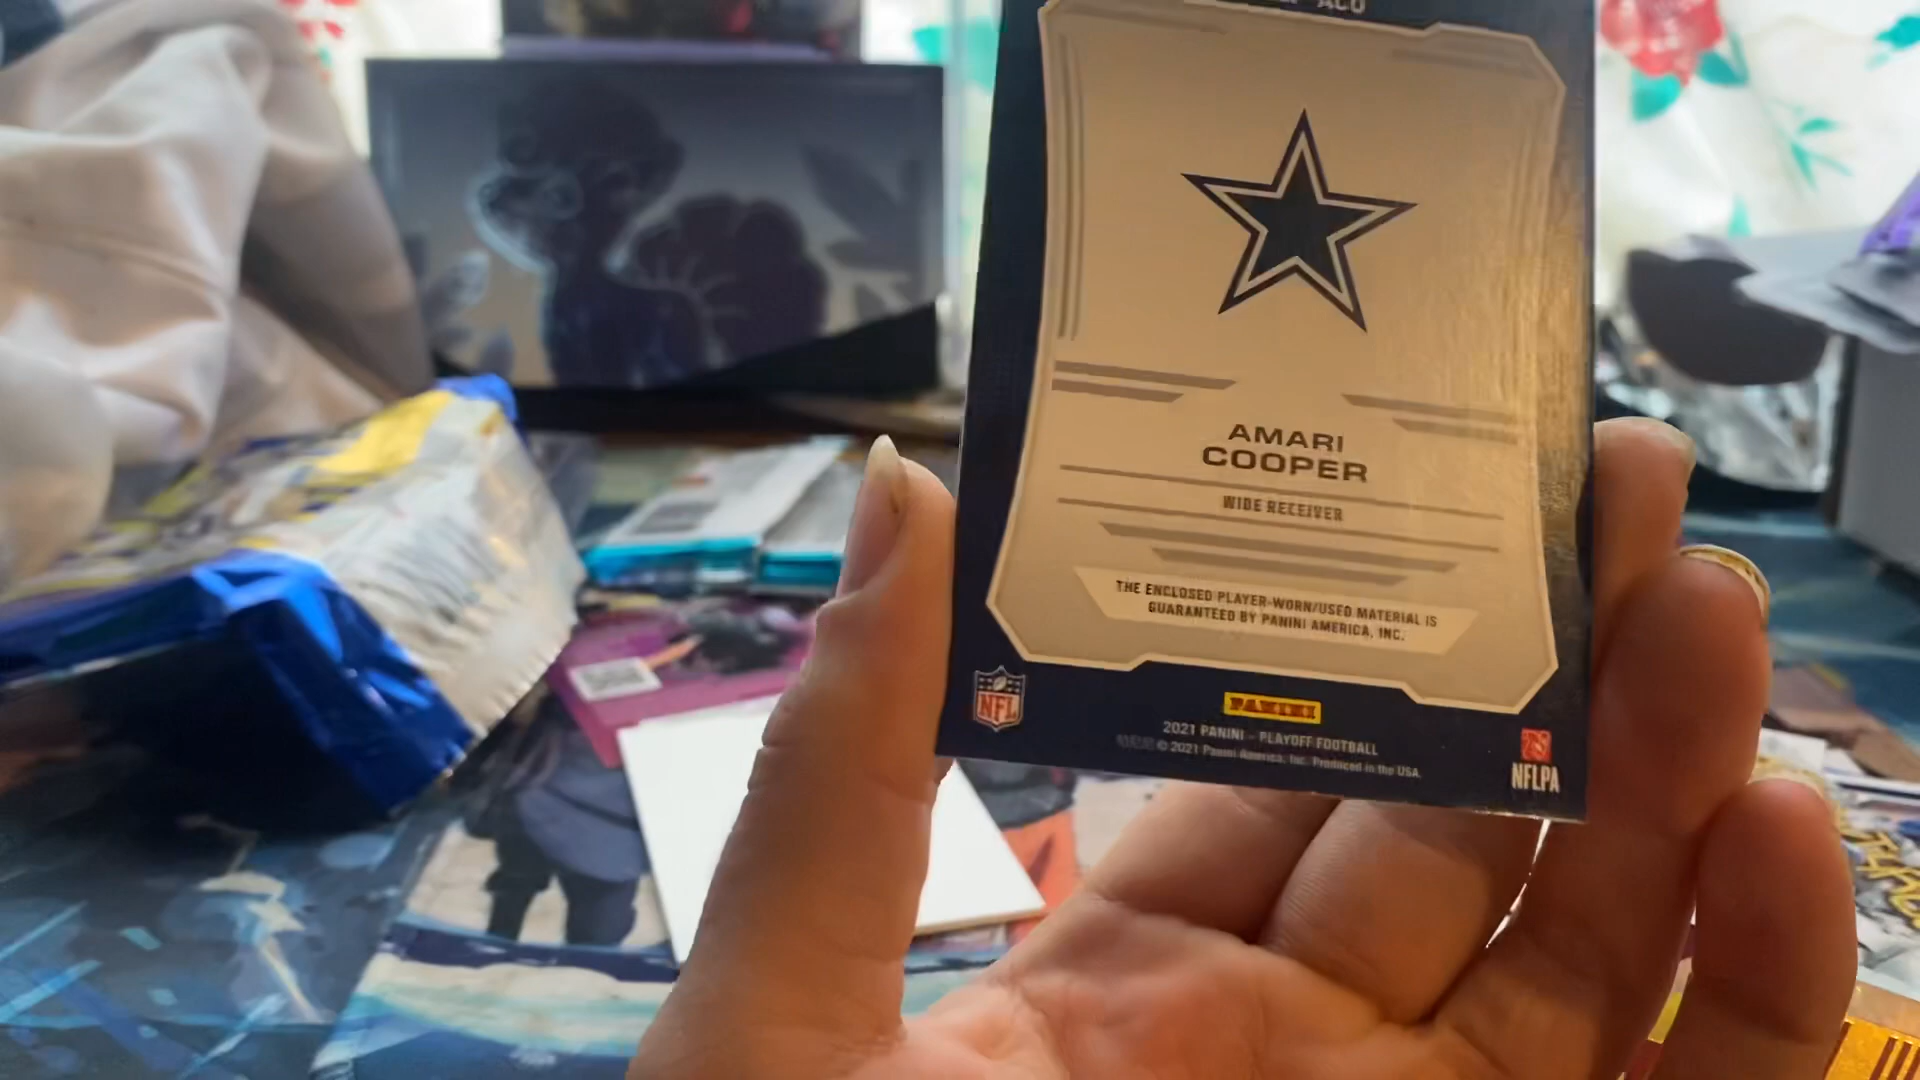 ACO
AMARI
COOPER
WIDE RECEIVER
THE ENCLOSED PLAYER-WORN/USED MATERIAL IS
GUARANTEED BY PANINI AMERICA, INC.
NFL
PANINI
2021 PANINI - PLAYOFF FOOTBALL
© 2021 Panini America, Inc. Produced in the USA.
NFLPA